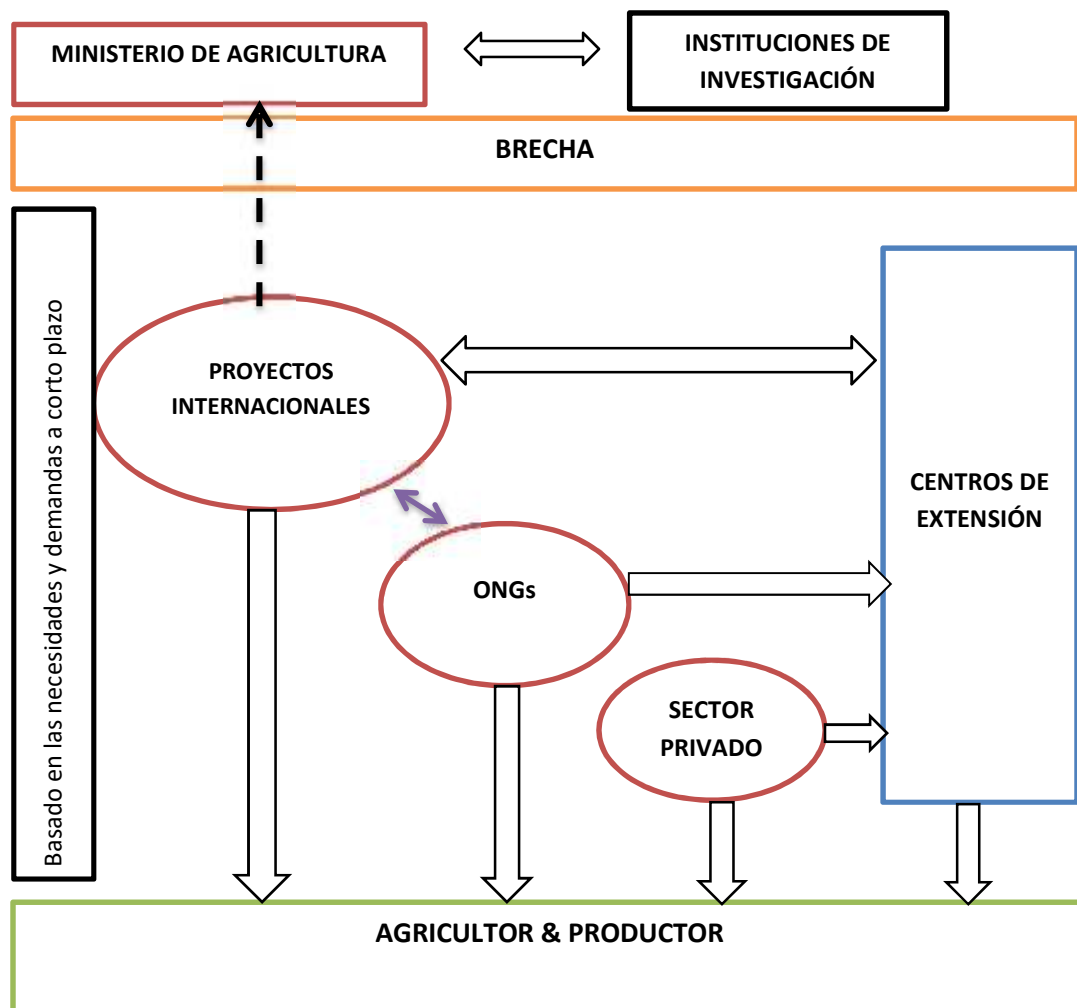 MINISTERIO DE AGRICULTURA
INSTITUCIONES DE
INVESTIGACIÓN
BRECHA
Basado en las necesidades y demandas a corto plazo
PROYECTOS
INTERNACIONALES
CENTROS DE
EXTENSIÓN
ONGs
SECTOR
PRIVADO
AGRICULTOR & PRODUCTOR